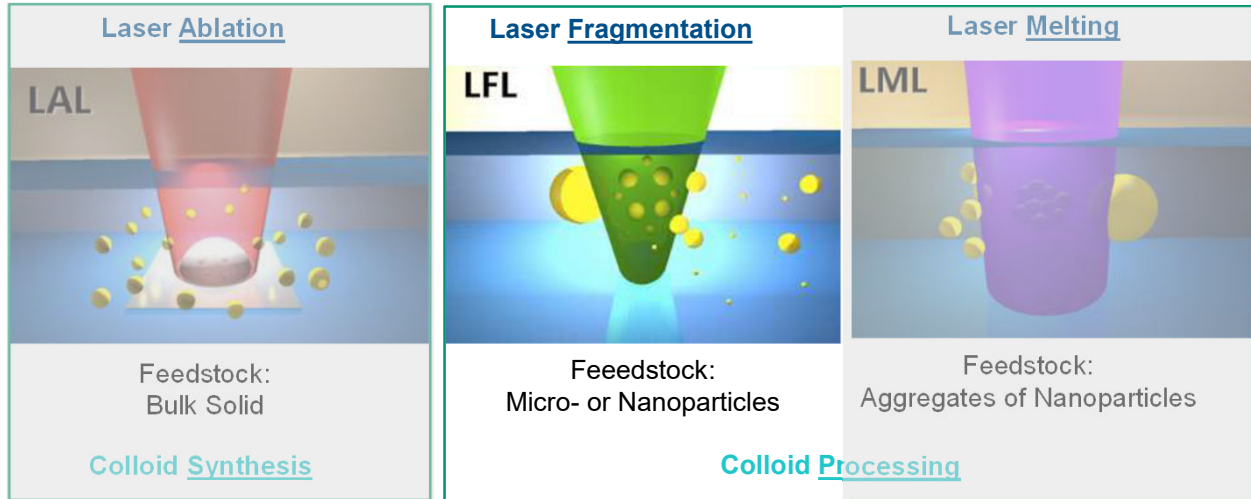 Laser Ablation
LAL
Feedstock:
Bulk Solid
Colloid Synthesis
Laser Fragmentation
LFL
Feeedstock:
Micro- or Nanoparticles
Laser Melting
LML
Feedstock:
Aggregates of Nanoparticles
Colloid Processing